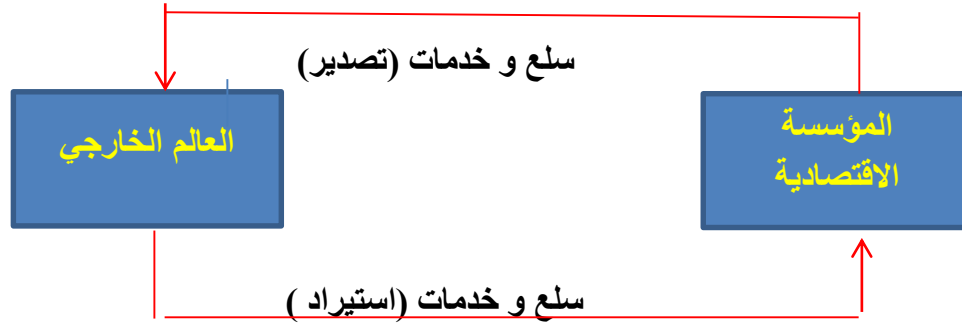 سلع و خدمات (تصدير)
المؤسسة
الاقتصادية
العالم الخارجي
سلع و خدمات (استيراد )